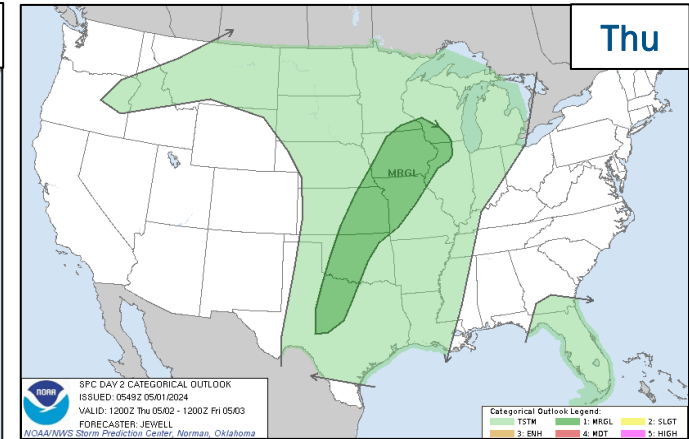 Thu
MRGL
NOAA
SPC DAY 2 CATEGORICAL OUTLOOK
ISSUED: 0549Z 05/01/2024
VALID: 1200Z Thu 05/02 - 1200Z Fri 05/03
FORECASTER: JEWELL
NOAA/NWS Storm Prediction Center, Norman, Oklahoma
Categorical Outlook Legend:
TSTM 1: MRGL 2: SLGT
3: ENH 4: MDT 5: HIGH